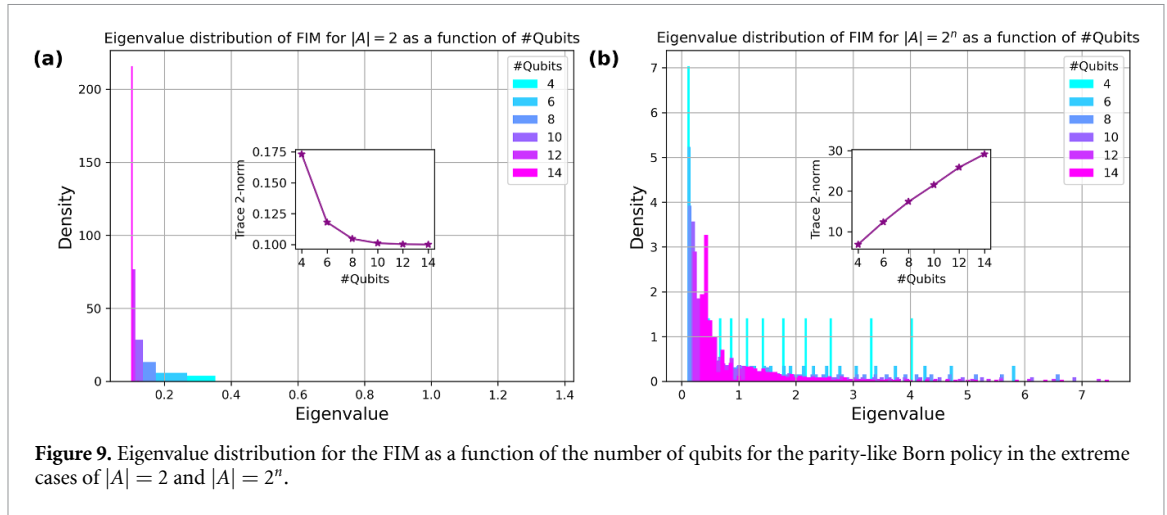 Eigenvalue distribution of FIM for |A| = 2 as a function of #Qubits
(a)
#Qubits
4
6
8
10
12
14
200
150
100
50
0
Density
0.175
0.150
0.125
0.100
Trace 2-norm
4 6 8 10 12 14
#Qubits
0.2 0.4 0.6 0.8 1.0 1.2 1.4
Eigenvalue
Eigenvalue distribution of FIM for |A| = 2ⁿ as a function of #Qubits
(b)
#Qubits
4
6
8
10
12
14
7
6
5
4
3
2
1
0
Density
30
20
10
Trace 2-norm
4 6 8 10 12 14
#Qubits
0 1 2 3 4 5 6 7
Eigenvalue
Figure 9. Eigenvalue distribution for the FIM as a function of the number of qubits for the parity-like Born policy in the extreme
cases of |A| = 2 and |A| = 2ⁿ.